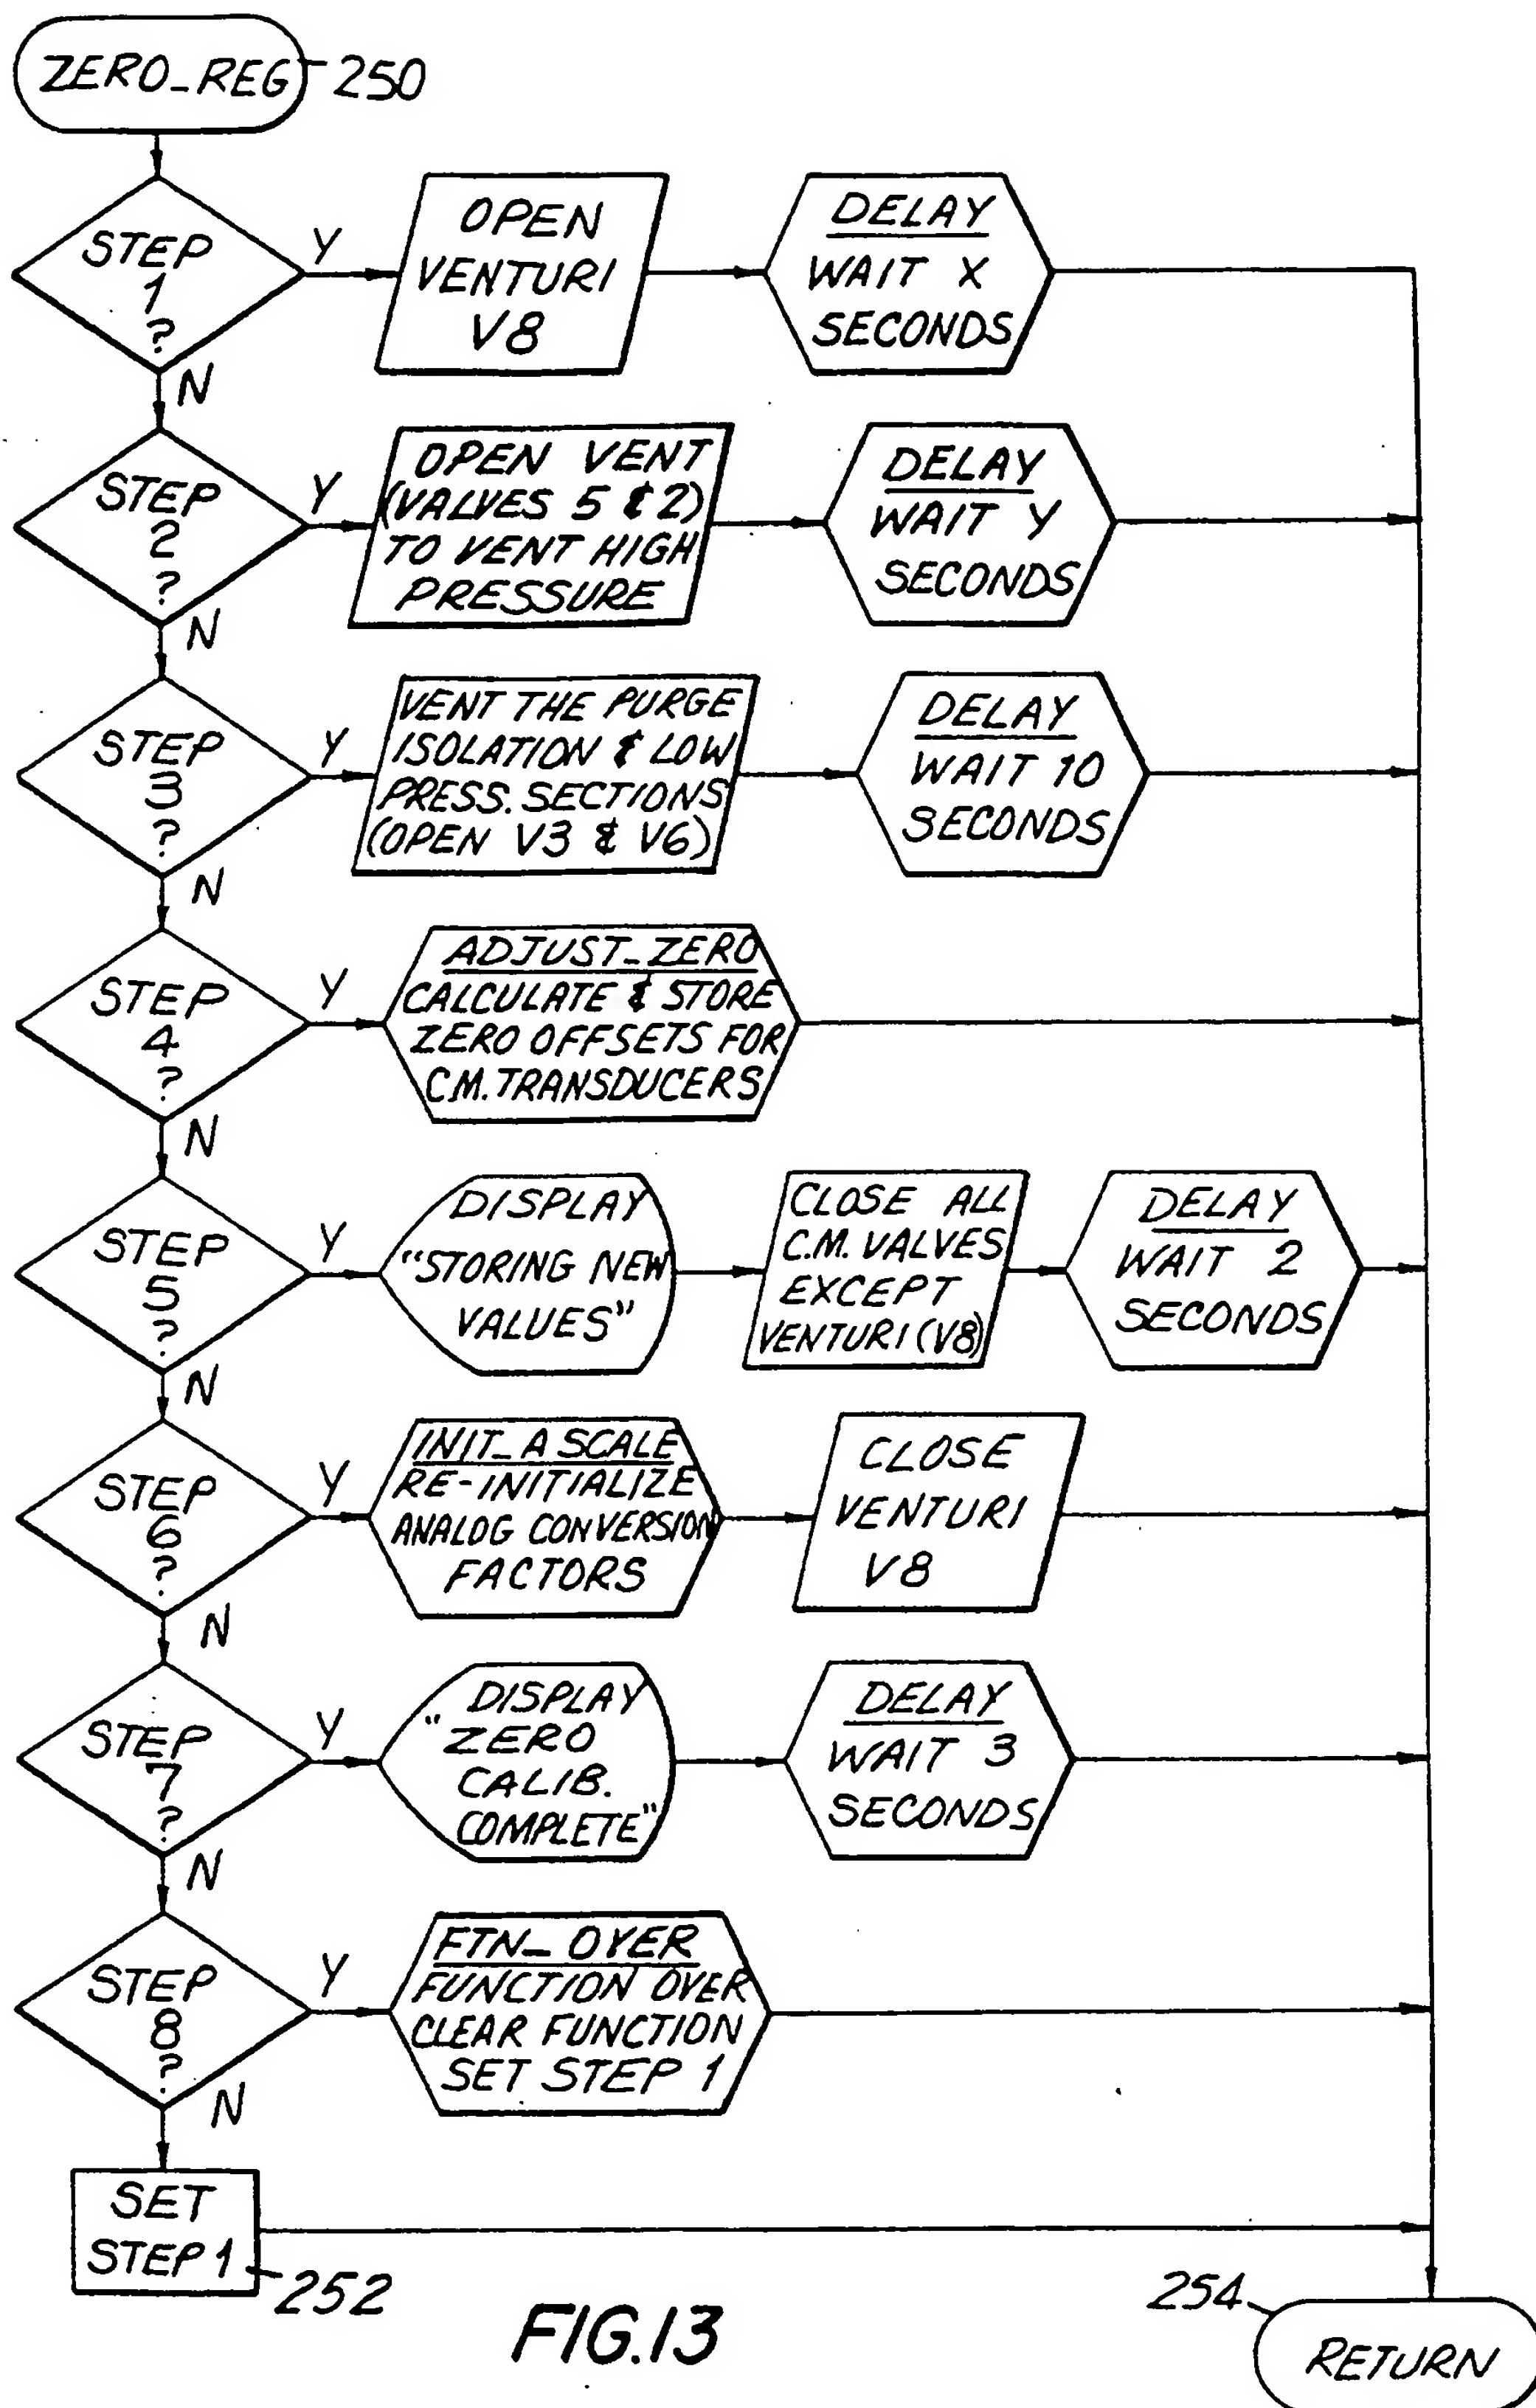 ZERO_REG 250
STEP
1
?
Y
N
OPEN
VENTURI
V8
DELAY
WAIT X
SECONDS
STEP
2
?
Y
N
OPEN VENT
(VALVES 5 & 2)
TO VENT HIGH
PRESSURE
DELAY
WAIT Y
SECONDS
STEP
3
?
Y
N
VENT THE PURGE
ISOLATION & LOW
PRESS. SECTIONS
(OPEN V3 & V6)
DELAY
WAIT 10
SECONDS
STEP
4
?
Y
N
ADJUST_ZERO
CALCULATE & STORE
ZERO OFFSETS FOR
C.M. TRANSDUCERS
STEP
5
?
Y
N
DISPLAY
"STORING NEW
VALUES"
CLOSE ALL
C.M. VALVES
EXCEPT
VENTURI (V8)
DELAY
WAIT 2
SECONDS
STEP
6
?
Y
N
INIT_A SCALE
RE-INITIALIZE
ANALOG CONVERSION
FACTORS
CLOSE
VENTURI
V8
STEP
7
?
Y
N
DISPLAY
"ZERO
CALIB.
COMPLETE"
DELAY
WAIT 3
SECONDS
STEP
8
?
Y
N
FTN_OVER
FUNCTION OVER
CLEAR FUNCTION
SET STEP 1
SET
STEP 1
252
254
RETURN
FIG.13